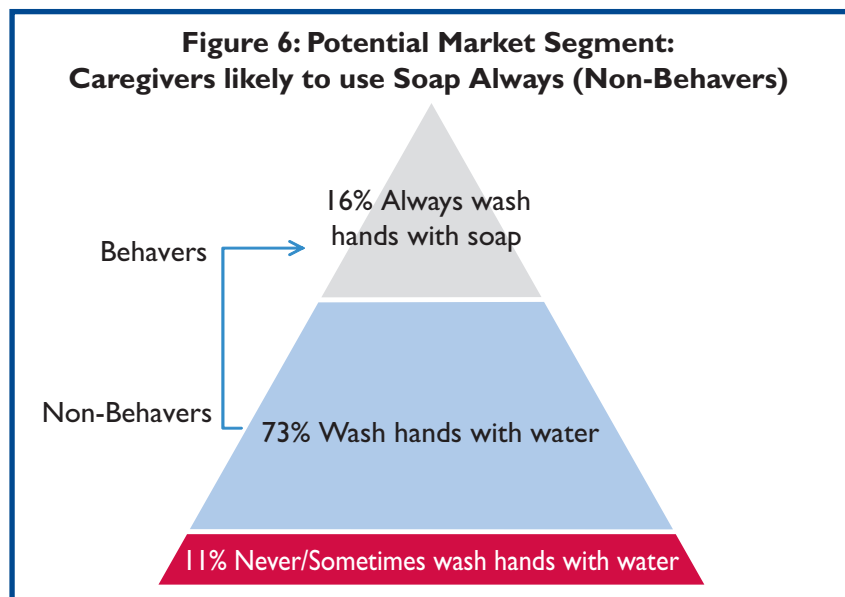 Figure 6: Potential Market Segment:
Caregivers likely to use Soap Always (Non-Behavers)
16% Always wash
hands with soap
Behavers
Non-Behavers
73% Wash hands with water
11% Never/Sometimes wash hands with water